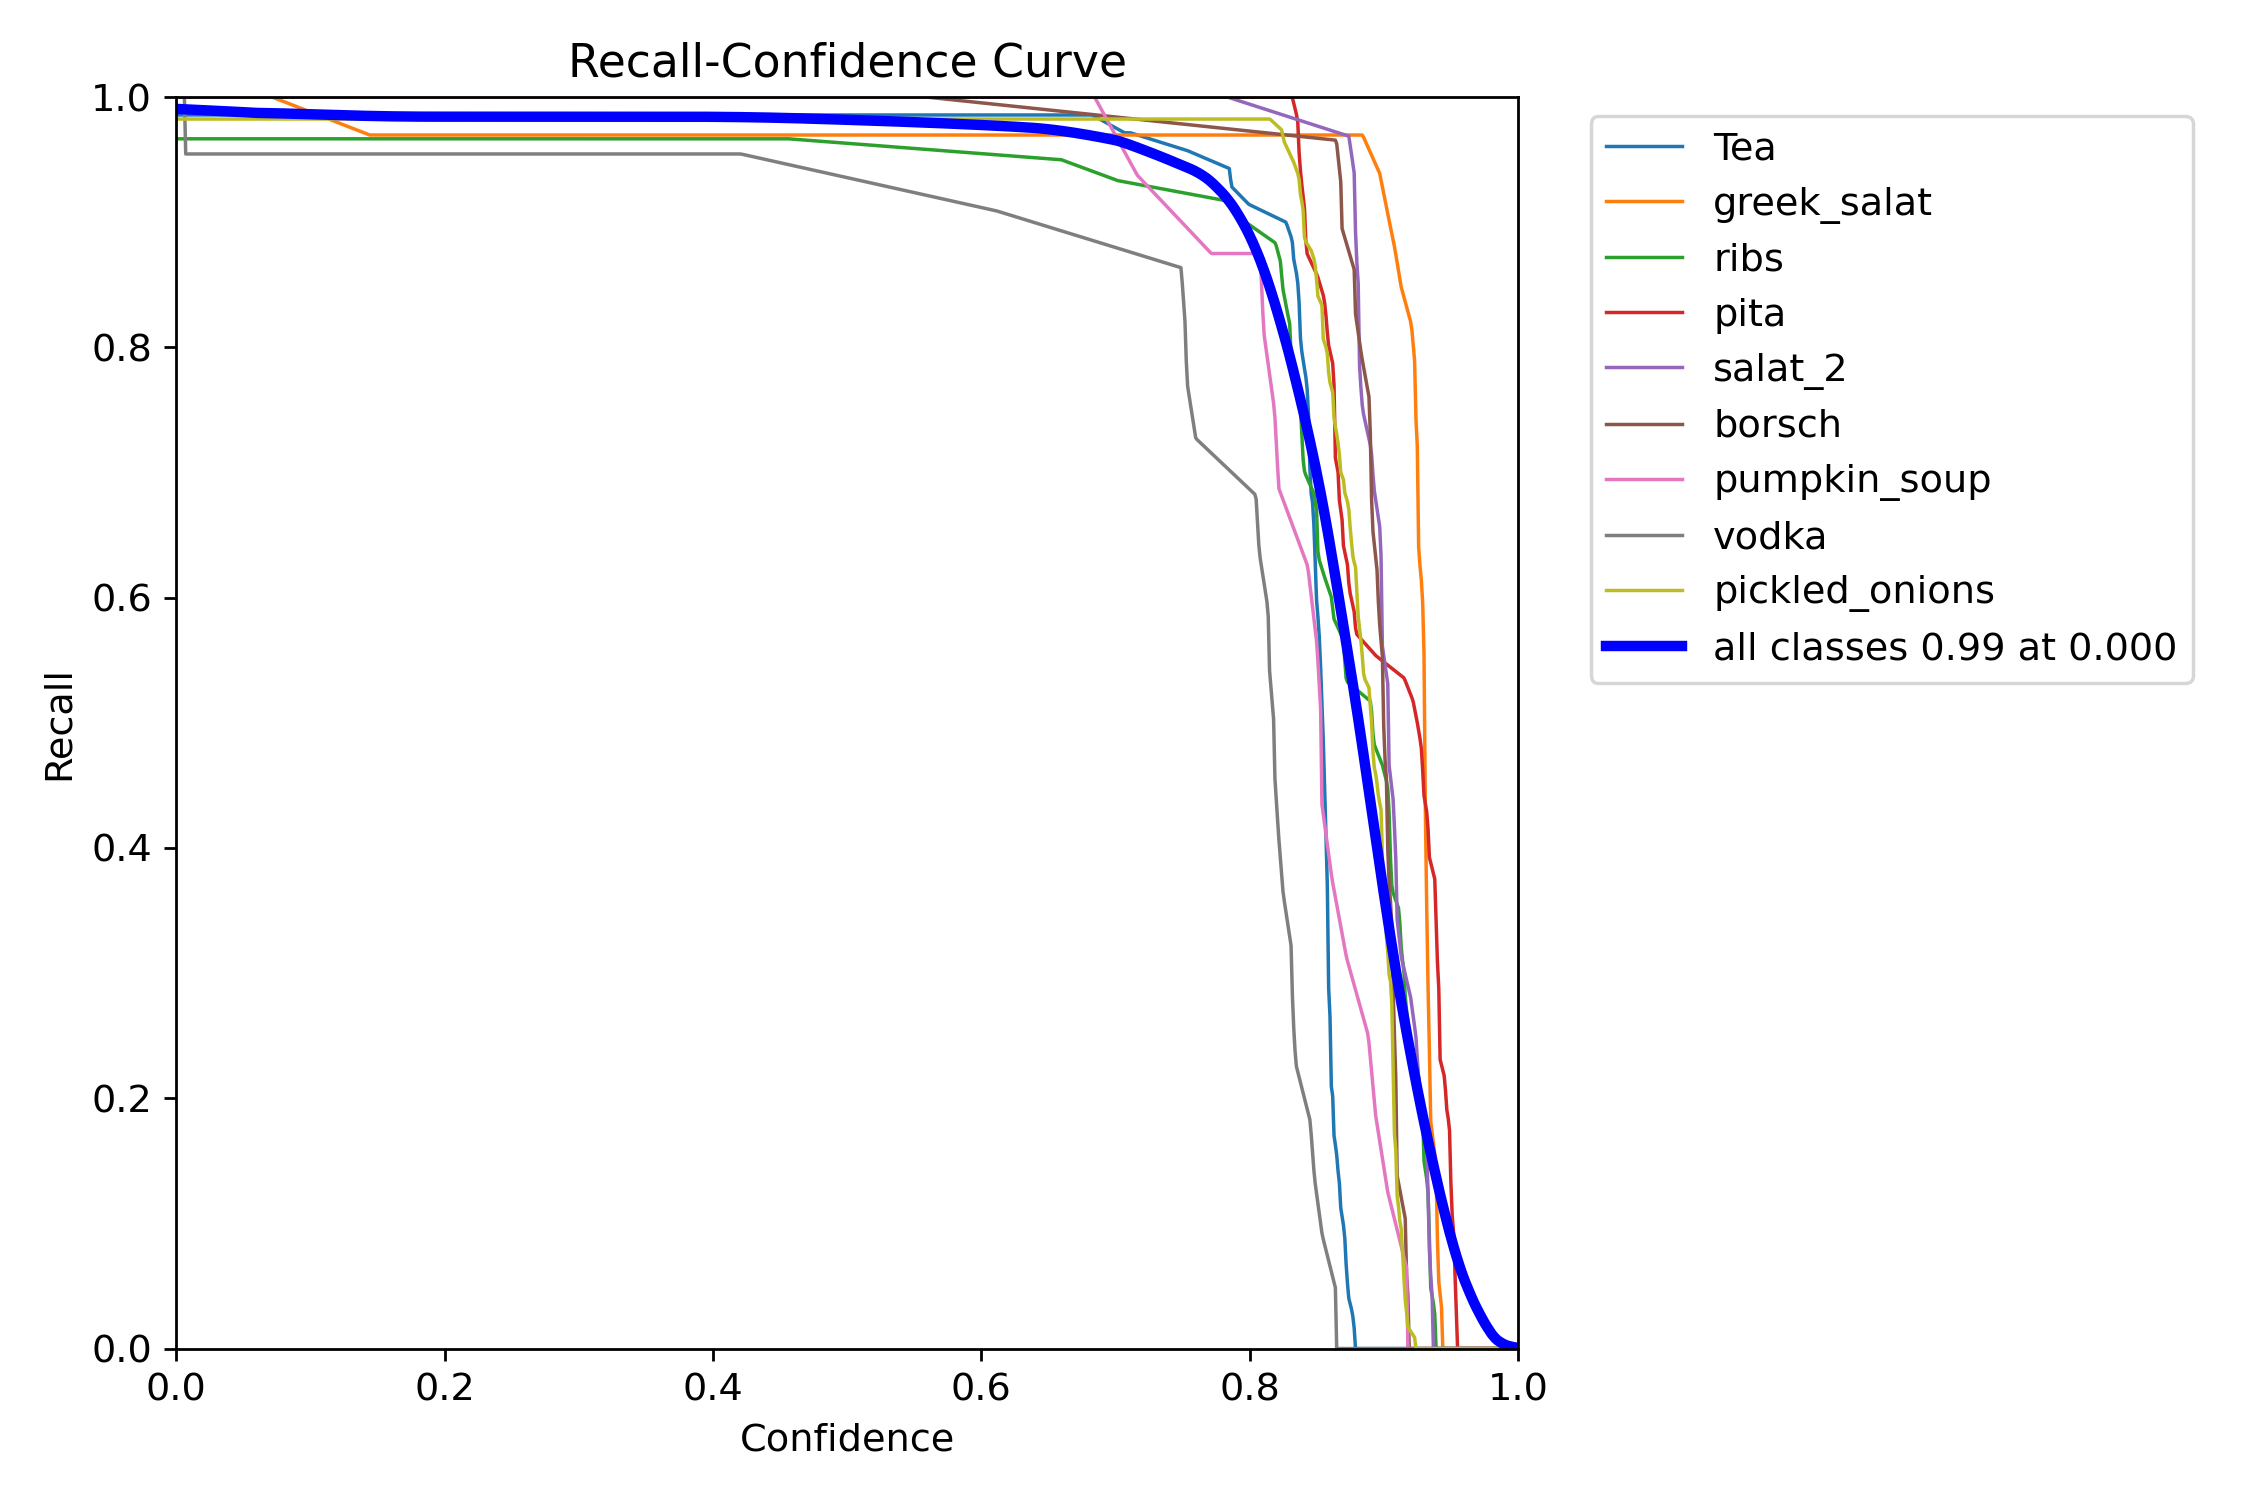 Recall-Confidence Curve
1.0
0.8
0.6
0.4
0.2
0.0
Recall
0.0 0.2 0.4 0.6 0.8 1.0
Confidence
Tea
greek_salat
ribs
pita
salat_2
borsch
pumpkin_soup
vodka
pickled_onions
all classes 0.99 at 0.000